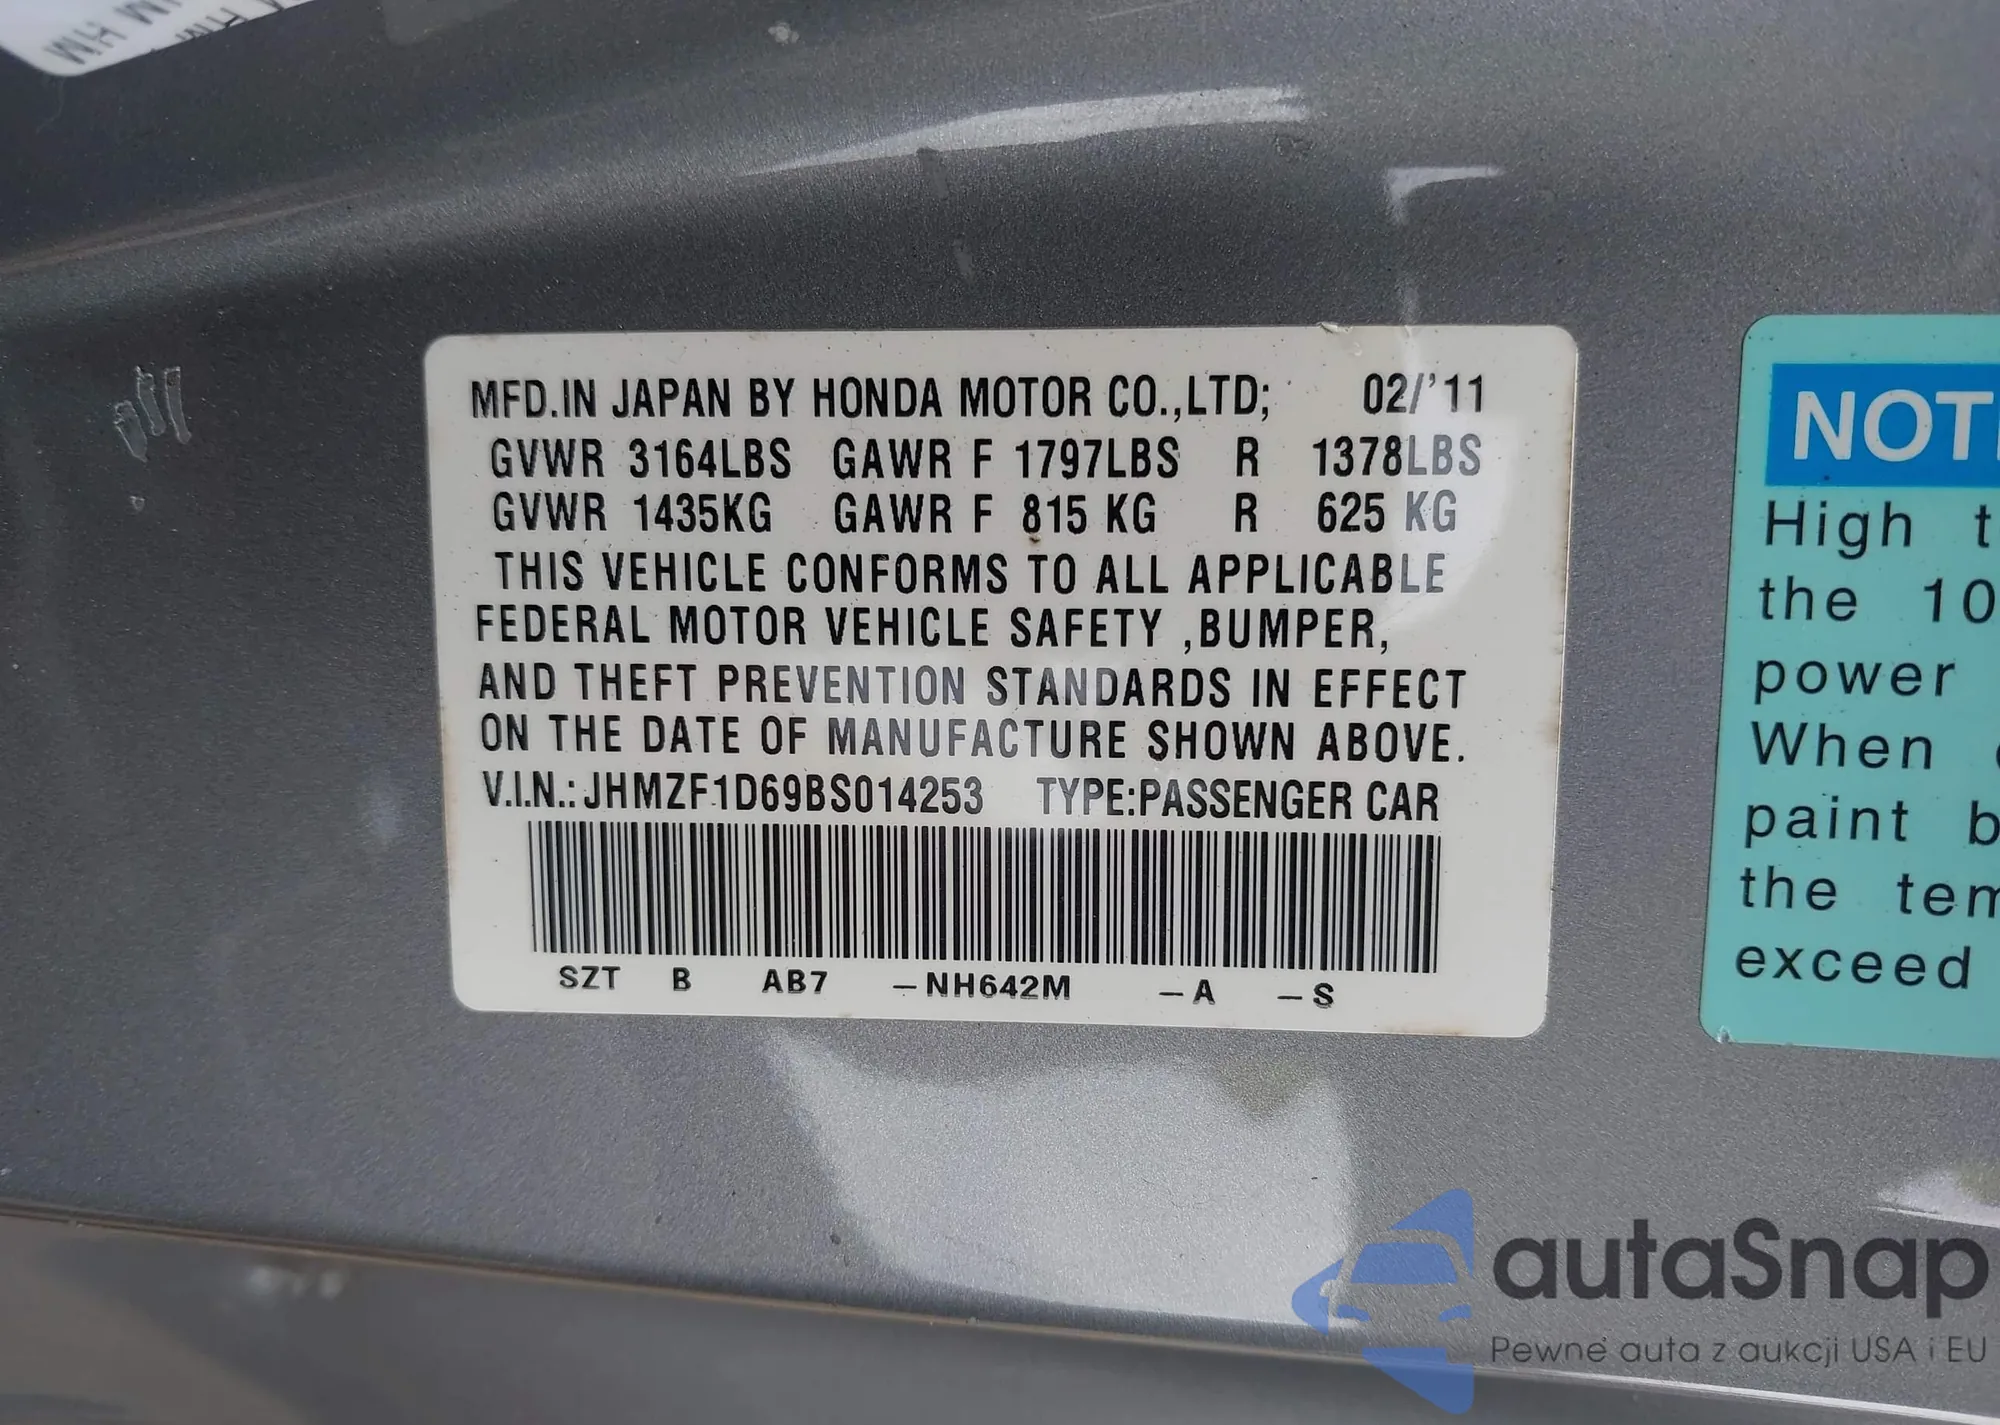 MFD.IN JAPAN BY HONDA MOTOR CO.,LTD; 02/'11
GVWR 3164LBS GAWR F 1797LBS R 1378LBS
GVWR 1435KG GAWR F 815 KG R 625 KG
THIS VEHICLE CONFORMS TO ALL APPLICABLE
FEDERAL MOTOR VEHICLE SAFETY ,BUMPER,
AND THEFT PREVENTION STANDARDS IN EFFECT
ON THE DATE OF MANUFACTURE SHOWN ABOVE.
V.I.N.: JHMZF1D69BS014253 TYPE:PASSENGER CAR
SZT B AB7 -NH642M -A -S
High
the 10
power
When
paint
the
exceed
autaSnap
Pewne auta z aukcji USA i EU